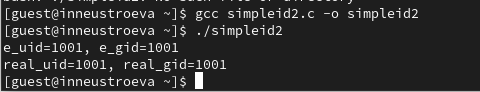 [guest@inneustroeva ~]$ gcc simpleid2.c -o simpleid2
[guest@inneustroeva ~]$ ./simpleid2
e_uid=1001, e_gid=1001
real_uid=1001, real_gid=1001
[guest@inneustroeva ~]$